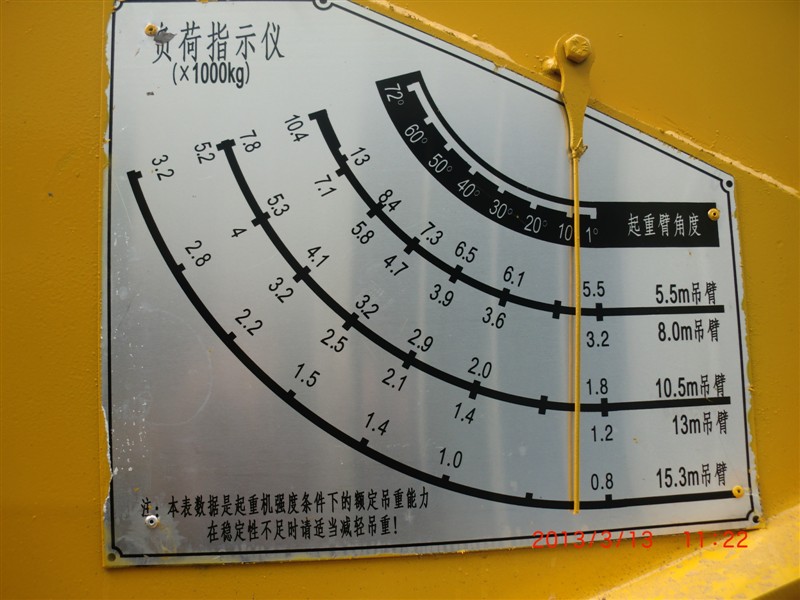 负荷指示仪
(×1000kg)
72° 60° 50° 40° 30° 20° 10 1° 起重臂角度
10.4 13 8.4 7.3 6.5 6.1 5.5 5.5m吊臂
7.1 5.8 4.7 3.9 3.6 3.2 8.0m吊臂
7.8 5.3 4.1 3.2 2.9 2.0 1.8 10.5m吊臂
5.2 4 3.2 2.5 2.1 1.4 1.2 13m吊臂
3.2 2.8 2.2 1.5 1.4 1.0 0.8 15.3m吊臂
注: 本表数据是起重机强度条件下的额定吊重能力
在稳定性不足时请适当减轻吊重!
2013/3/13 11:22